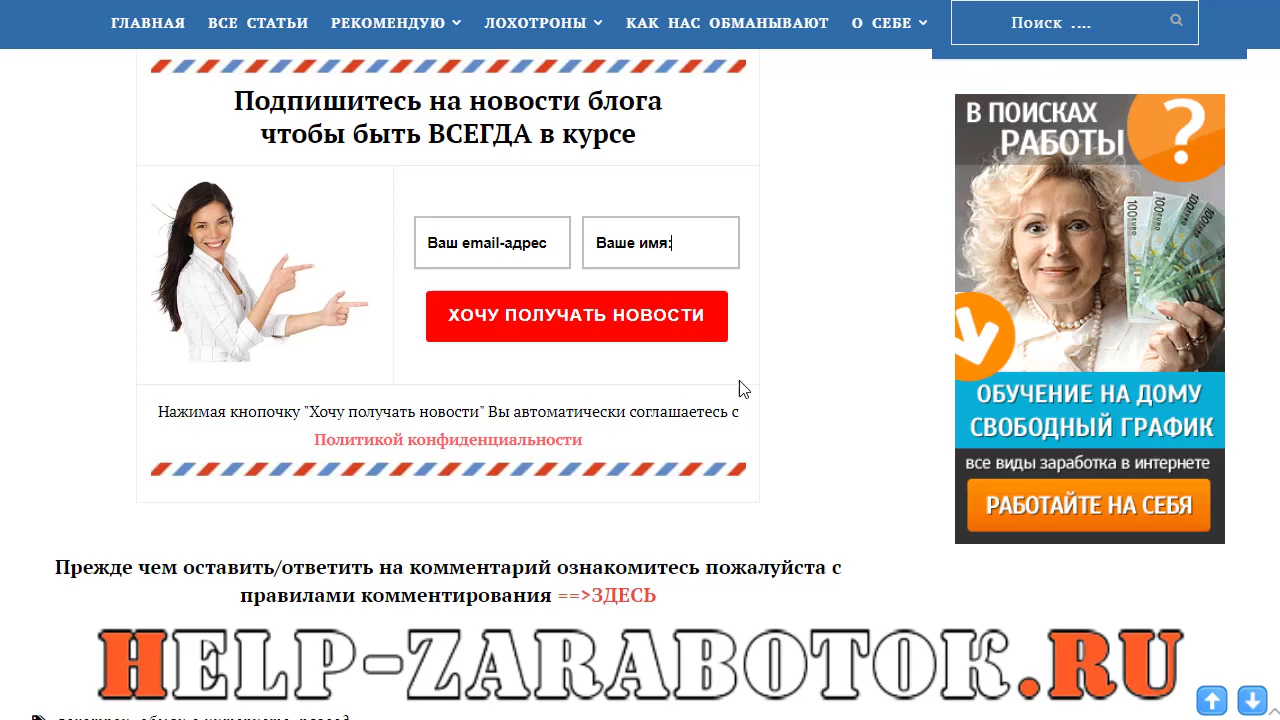 ГЛАВНАЯ ВСЕ СТАТЬИ РЕКОМЕНДУЮ ЛОХОТРОНЫ КАК НАС ОБМАНЫВАЮТ О СЕБЕ Поиск ....
Подпишитесь на новости блога
чтобы быть ВСЕГДА в курсе
Ваш email-адрес
Ваше имя:
ХОЧУ ПОЛУЧАТЬ НОВОСТИ
Нажимая кнопочку "Хочу получать новости" Вы автоматически соглашаетесь с
Политикой конфиденциальности
В ПОИСКАХ
РАБОТЫ
?
100
100
100
ОБУЧЕНИЕ НА ДОМУ
СВОБОДНЫЙ ГРАФИК
все виды заработка в интернете
РАБОТАЙТЕ НА СЕБЯ
Прежде чем оставить/ответить на комментарий ознакомитесь пожалуйста с
правилами комментирования ==>ЗДЕСЬ
HELP-ZARABOTOK.RU